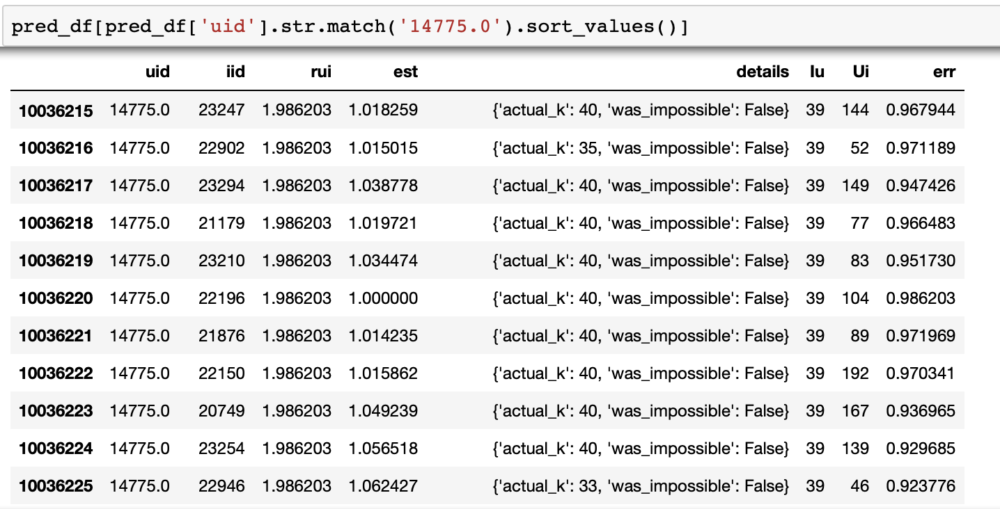 pred_df[pred_df['uid'].str.match('14775.0').sort_values()]
uid iid rui est details Iu Ui err
10036215 14775.0 23247 1.986203 1.018259 {'actual_k': 40, 'was_impossible': False} 39 144 0.967944
10036216 14775.0 22902 1.986203 1.015015 {'actual_k': 35, 'was_impossible': False} 39 52 0.971189
10036217 14775.0 23294 1.986203 1.038778 {'actual_k': 40, 'was_impossible': False} 39 149 0.947426
10036218 14775.0 21179 1.986203 1.019721 {'actual_k': 40, 'was_impossible': False} 39 77 0.966483
10036219 14775.0 23210 1.986203 1.034474 {'actual_k': 40, 'was_impossible': False} 39 83 0.951730
10036220 14775.0 22196 1.986203 1.000000 {'actual_k': 40, 'was_impossible': False} 39 104 0.986203
10036221 14775.0 21876 1.986203 1.014235 {'actual_k': 40, 'was_impossible': False} 39 89 0.971969
10036222 14775.0 22150 1.986203 1.015862 {'actual_k': 40, 'was_impossible': False} 39 192 0.970341
10036223 14775.0 20749 1.986203 1.049239 {'actual_k': 40, 'was_impossible': False} 39 167 0.936965
10036224 14775.0 23254 1.986203 1.056518 {'actual_k': 40, 'was_impossible': False} 39 139 0.929685
10036225 14775.0 22946 1.986203 1.062427 {'actual_k': 33, 'was_impossible': False} 39 46 0.923776